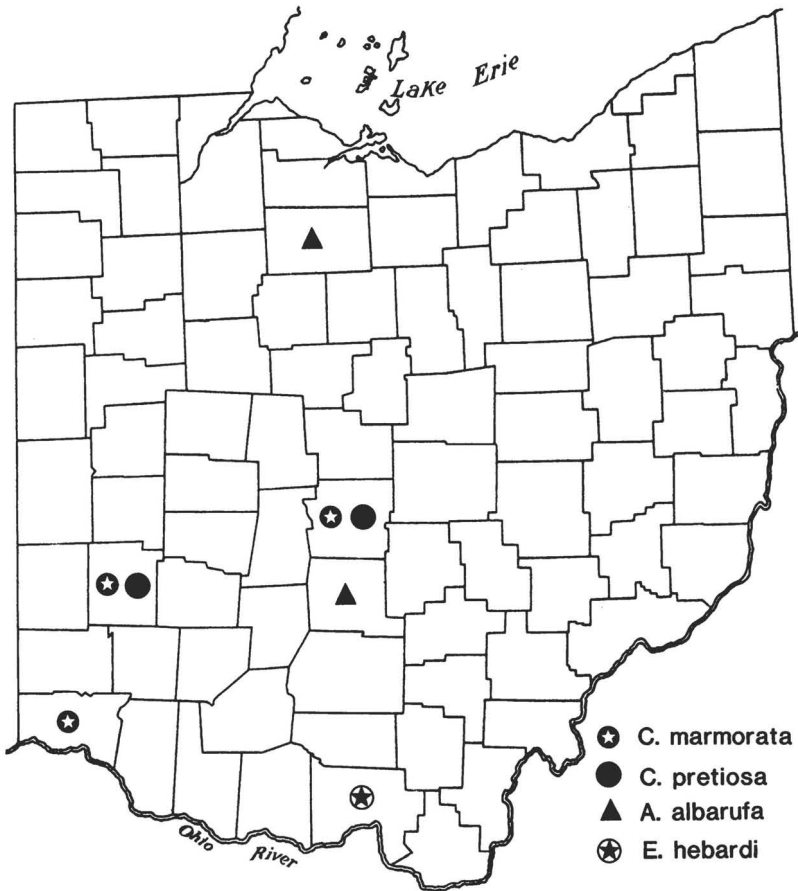 Lake Erie
Ohio River
C. marmorata
C. pretiosa
A. albarufa
E. hebardi